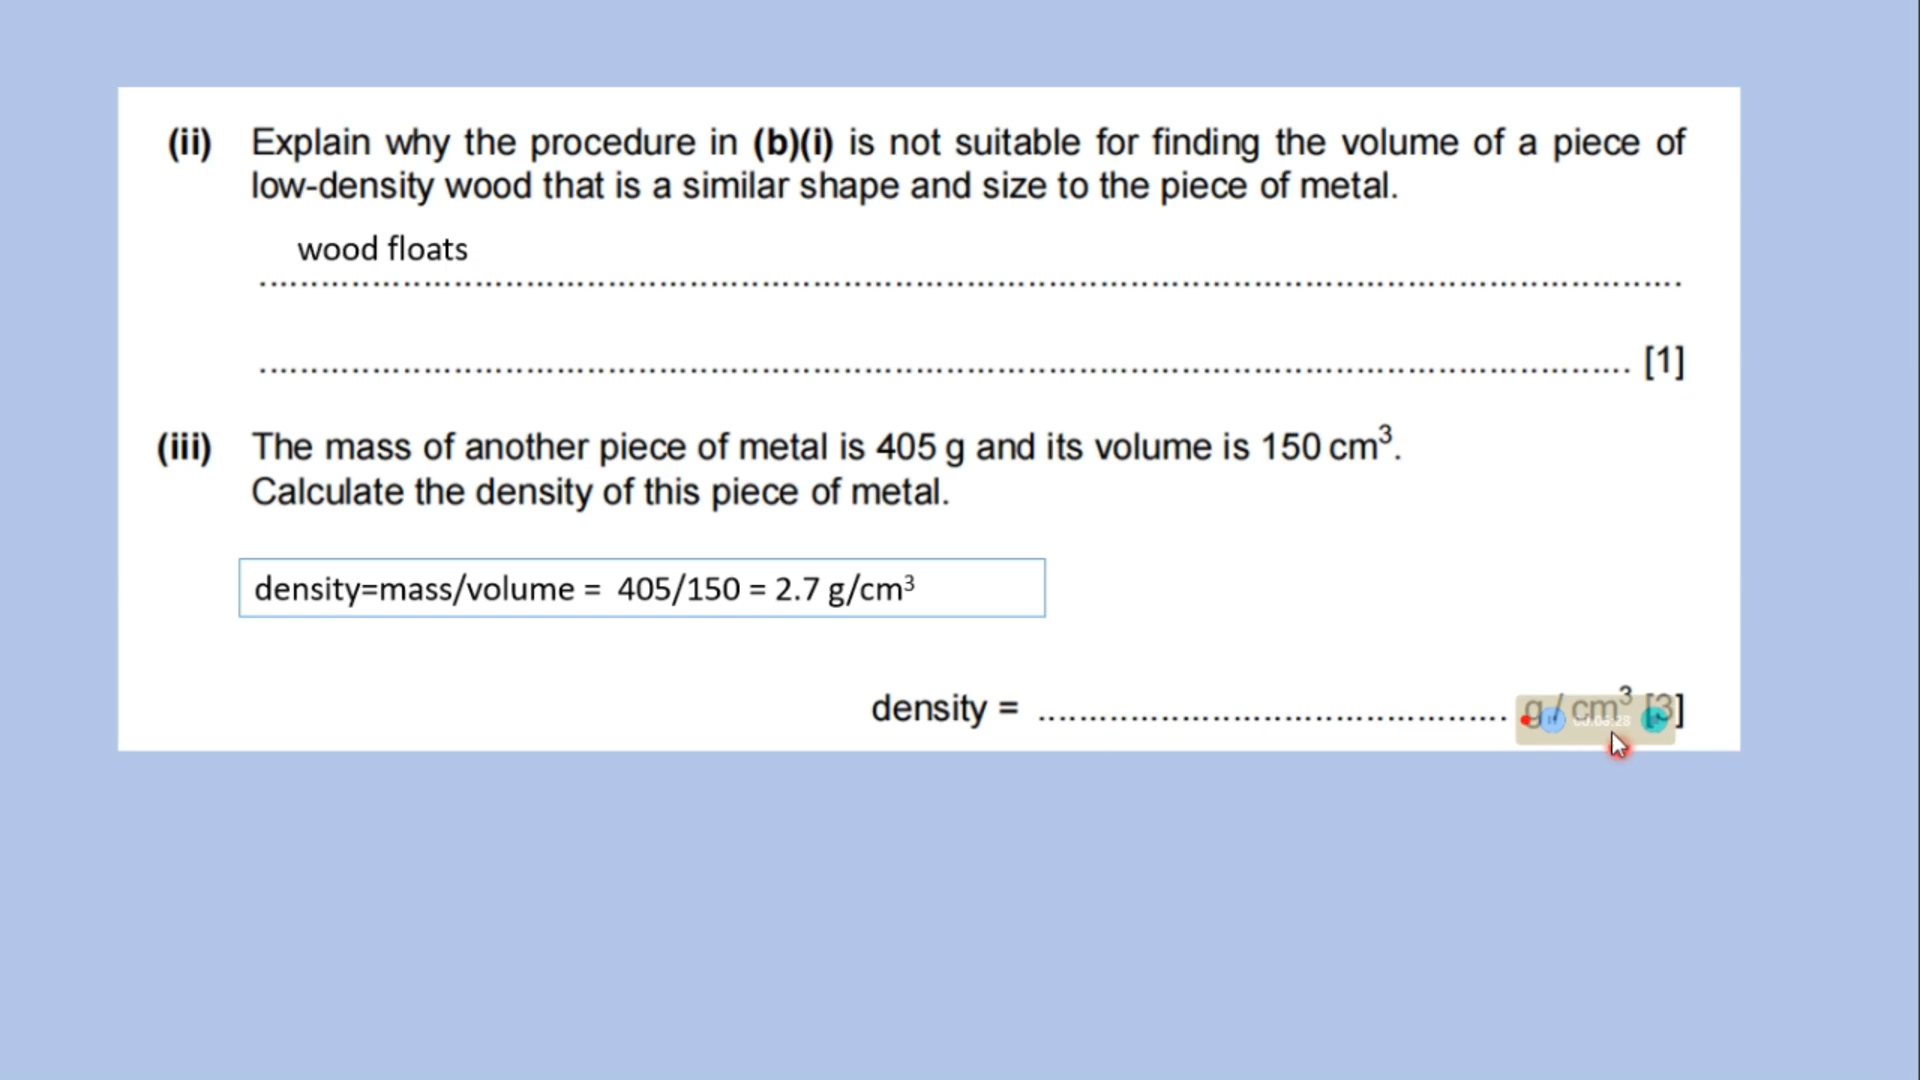 (ii) Explain why the procedure in (b)(i) is not suitable for finding the volume of a piece of
low-density wood that is a similar shape and size to the piece of metal.
wood floats
[1]
(iii) The mass of another piece of metal is 405 g and its volume is 150 cm³.
Calculate the density of this piece of metal.
density=mass/volume = 405/150 = 2.7 g/cm³
density = ............................................. g / cm³ [3]